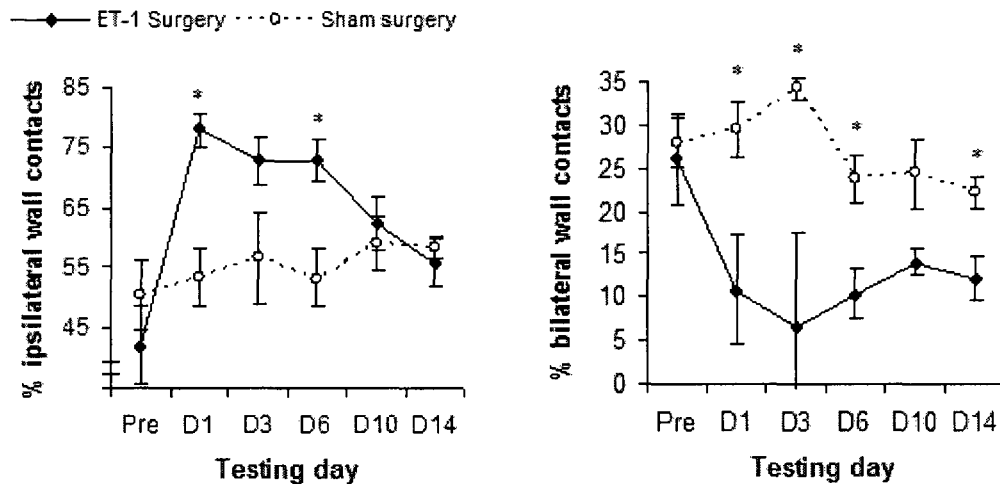 ET-1 Surgery Sham surgery
% ipsilateral wall contacts
85
75
65
55
45
* *
Pre D1 D3 D6 D10 D14
Testing day
% bilateral wall contacts
40
35
30
25
20
15
10
5
0
* * * *
Pre D1 D3 D6 D10 D14
Testing day